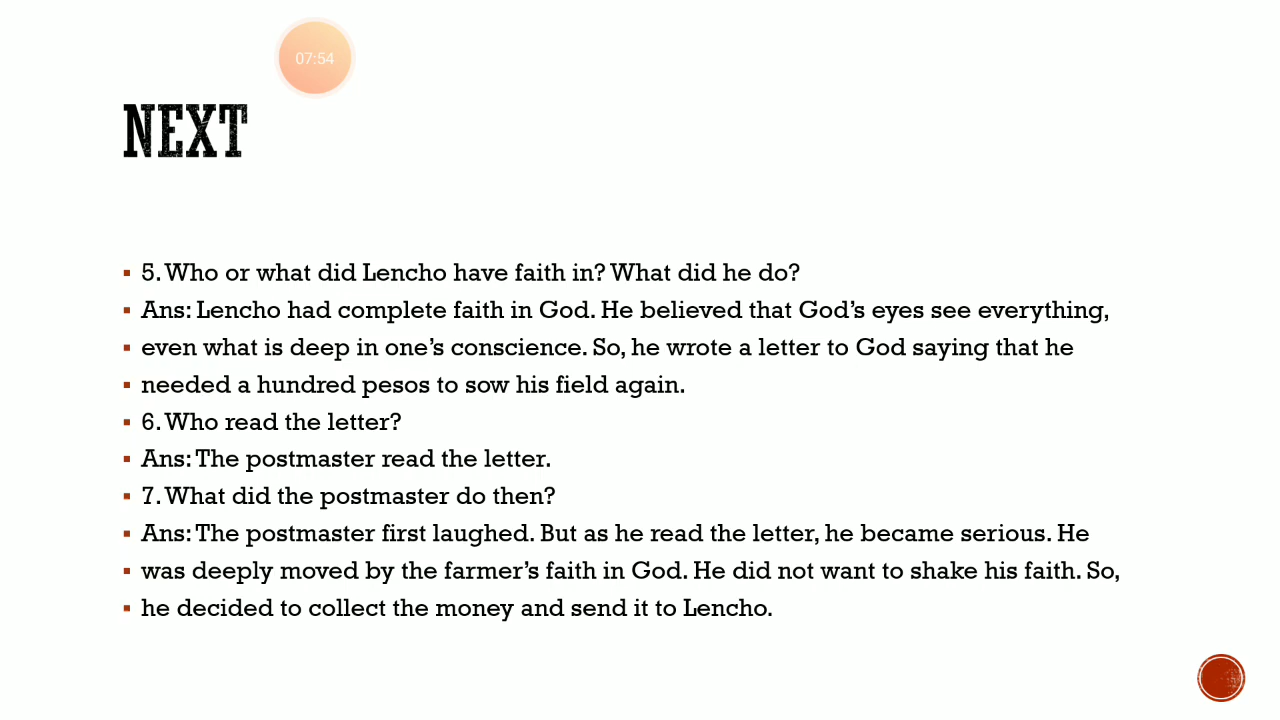 07:54
NEXT
5. Who or what did Lencho have faith in? What did he do?
Ans: Lencho had complete faith in God. He believed that God’s eyes see everything,
even what is deep in one’s conscience. So, he wrote a letter to God saying that he
needed a hundred pesos to sow his field again.
6. Who read the letter?
Ans: The postmaster read the letter.
7. What did the postmaster do then?
Ans: The postmaster first laughed. But as he read the letter, he became serious. He
was deeply moved by the farmer’s faith in God. He did not want to shake his faith. So,
he decided to collect the money and send it to Lencho.